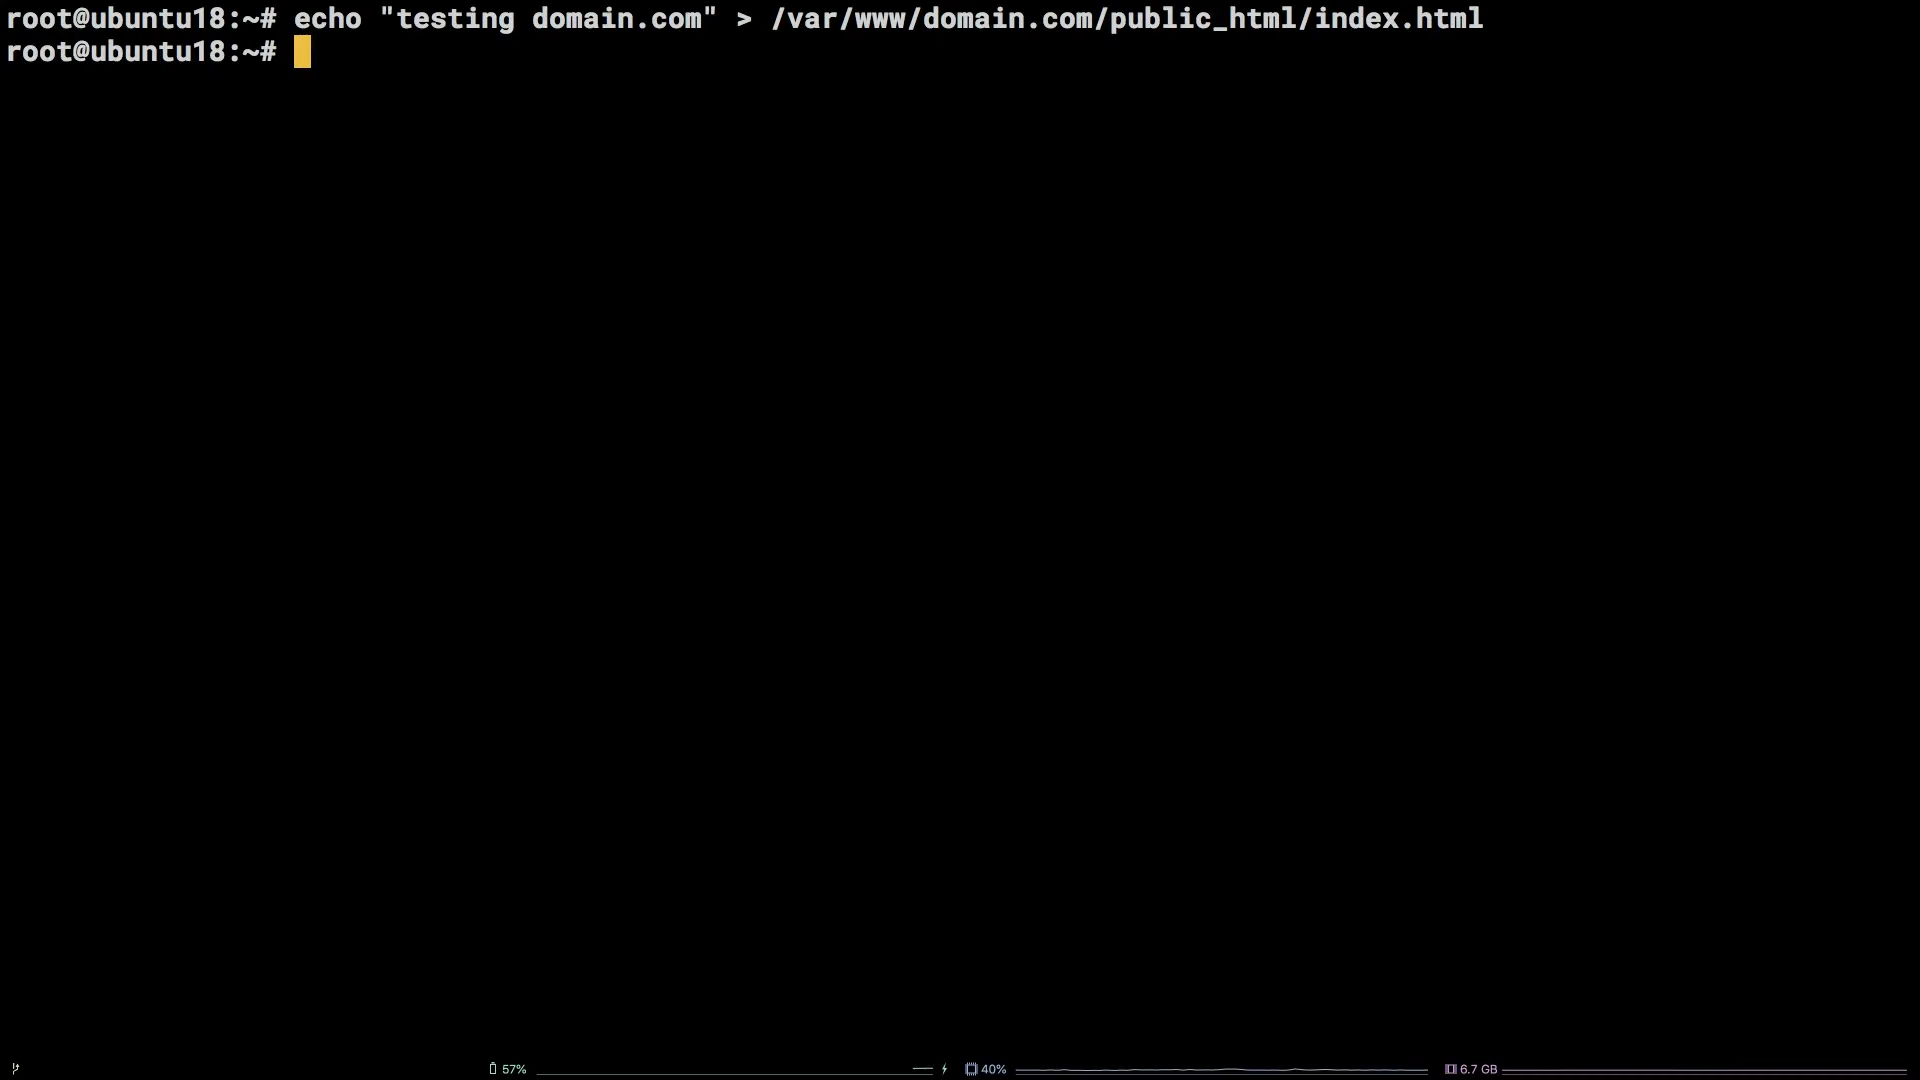 root@ubuntu18:~# echo "testing domain.com" > /var/www/domain.com/public_html/index.html
root@ubuntu18:~#
57% 40% 6.7 GB